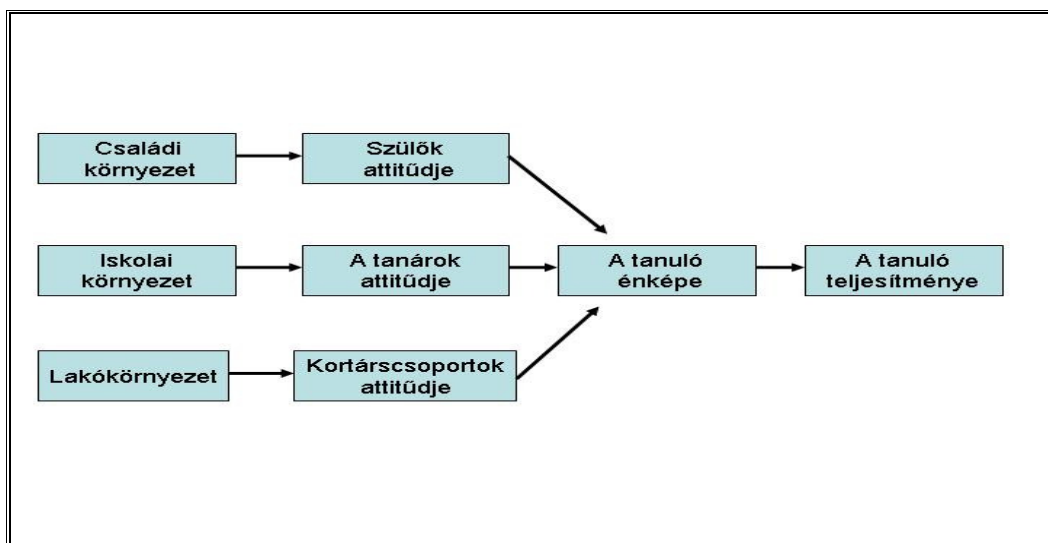 Családi
környezet
Szülők
attitűdje
Iskolai
környezet
A tanárok
attitűdje
A tanuló
énképe
A tanuló
teljesítménye
Lakókörnyezet
Kortárscsoportok
attitűdje